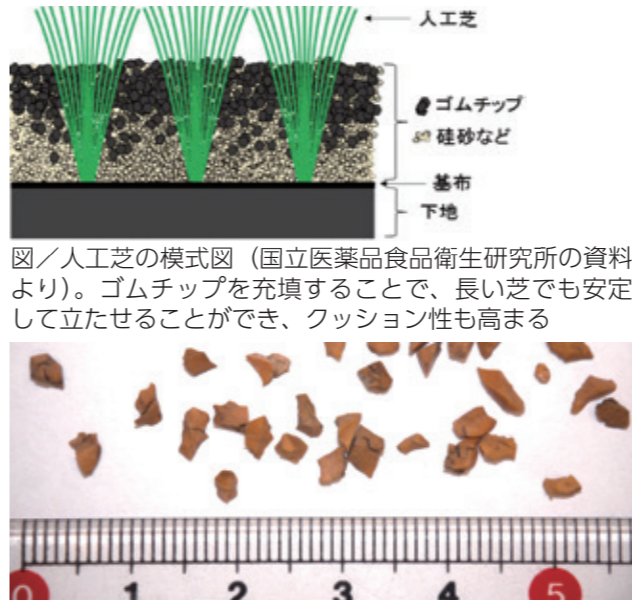 人工芝
ゴムチップ
硅砂など
基布
下地
図／人工芝の模式図（国立医薬品食品衛生研究所の資料
より）。ゴムチップを充填することで、長い芝でも安定
して立たせることができ、クッション性も高まる
0 1 2 3 4 5